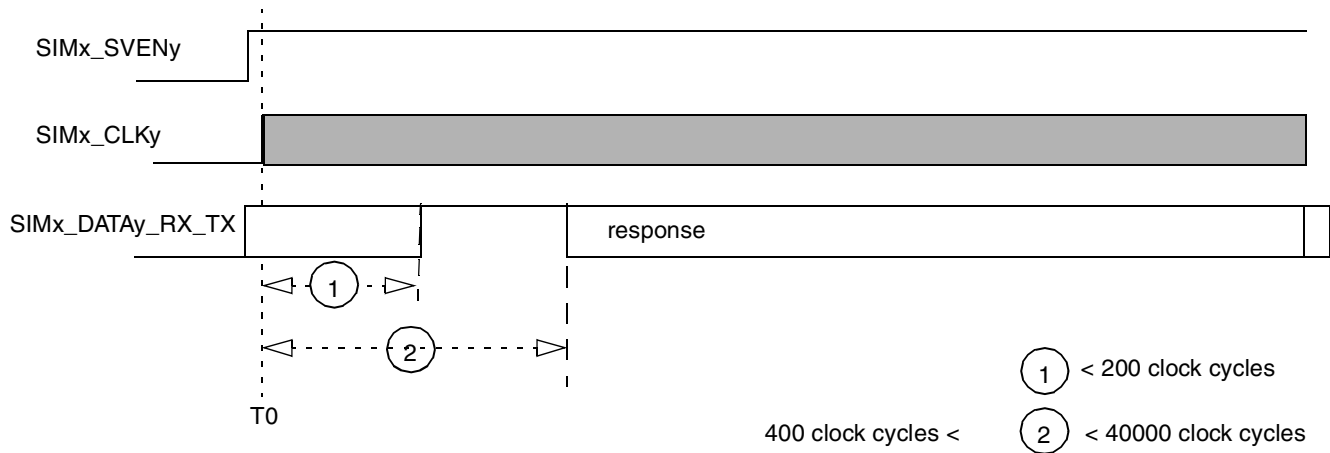 SIMx_SVENy
SIMx_CLKy
SIMx_DATAy_RX_TX
response
1
2
T0
1 < 200 clock cycles
400 clock cycles < 2 < 40000 clock cycles